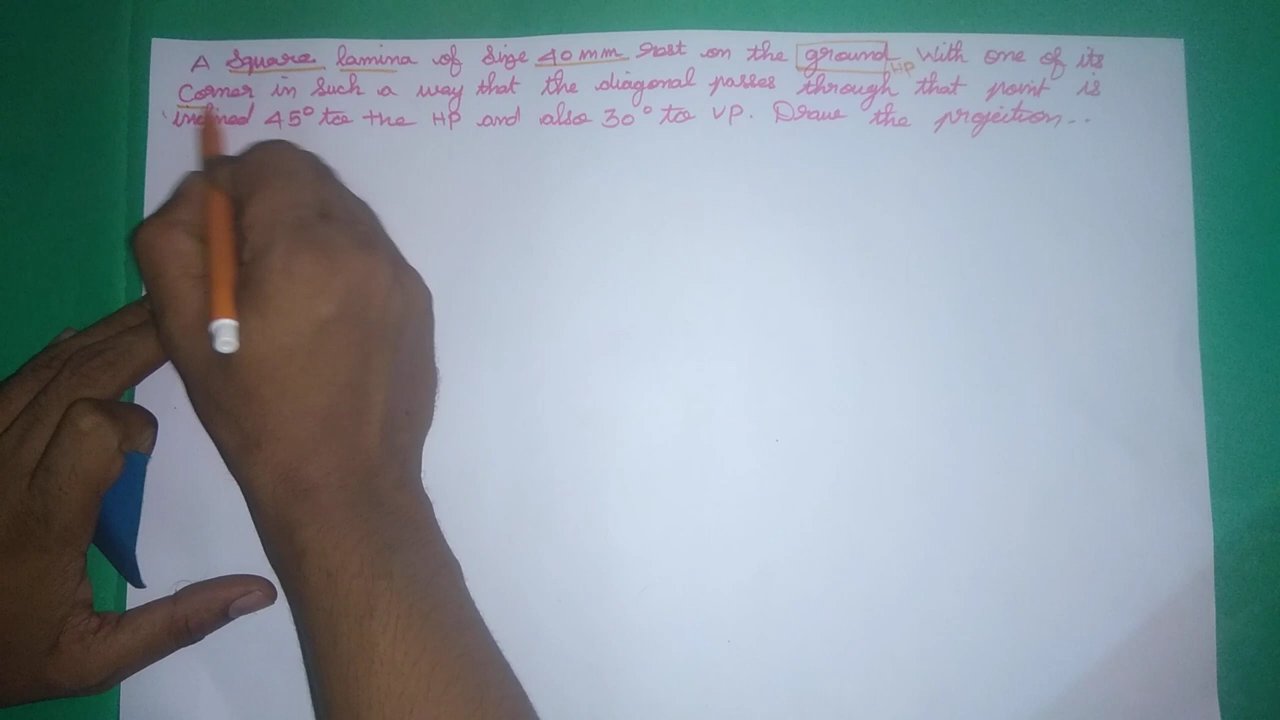 A Square lamina of size 40mm rest on the ground with one of its
HP
Corner in such a way that the diagonal passes through that point is
inclined 45° to the HP and also 30° to VP. Draw the projection..